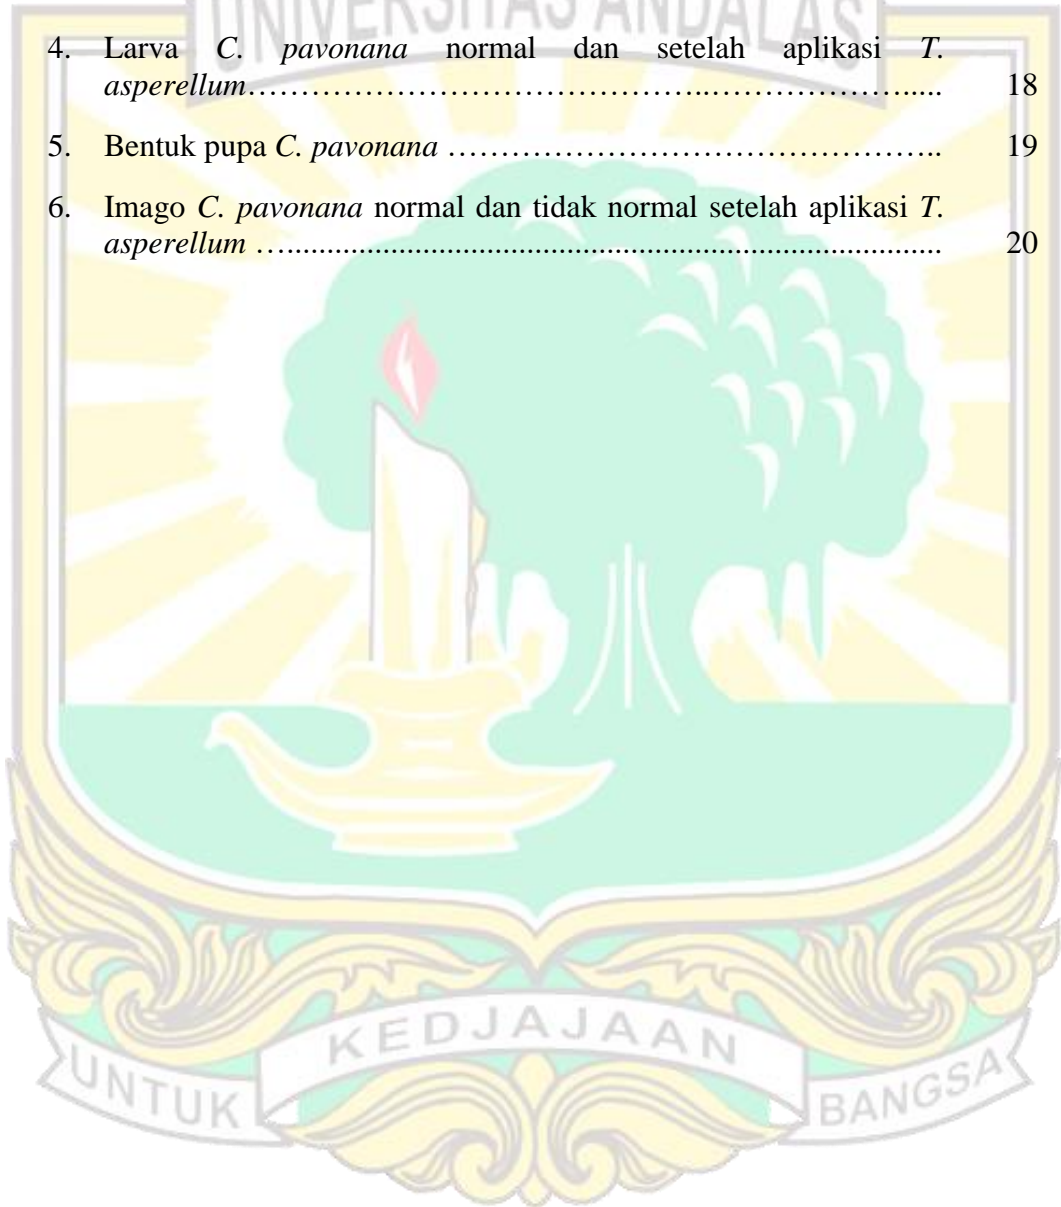 UNIVERSITAS ANDALAS
4. Larva C. pavonana normal dan setelah aplikasi T.
asperellum……………………………………..…………………..... 18
5. Bentuk pupa C. pavonana ………………………………………….. 19
6. Imago C. pavonana normal dan tidak normal setelah aplikasi T.
asperellum ….................................................................................... 20
UNTUK KEDJAJAAN BANGSA